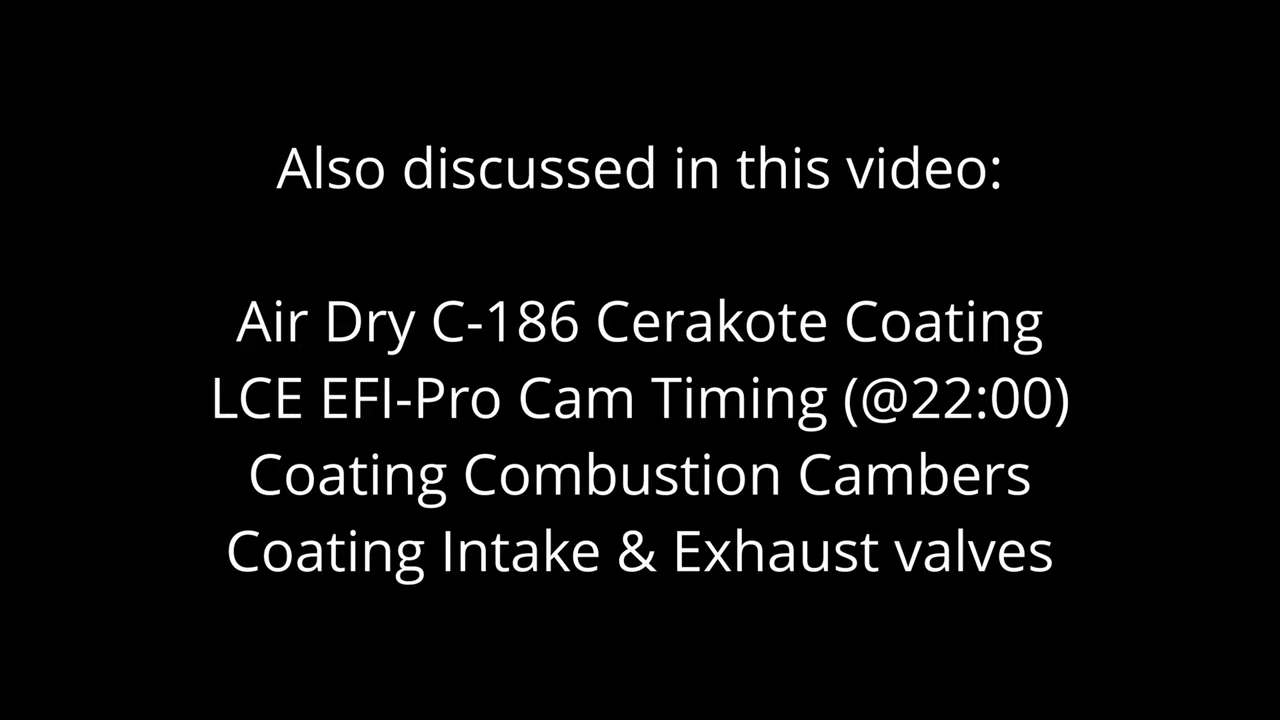 Also discussed in this video:
Air Dry C-186 Cerakote Coating
LCE EFI-Pro Cam Timing (@22:00)
Coating Combustion Cambers
Coating Intake & Exhaust valves